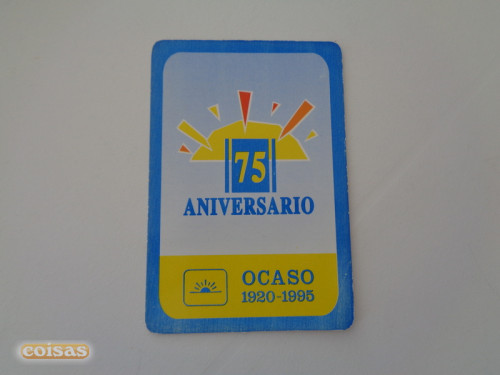 75
ANIVERSARIO
OCASO
1920-1995
coisas